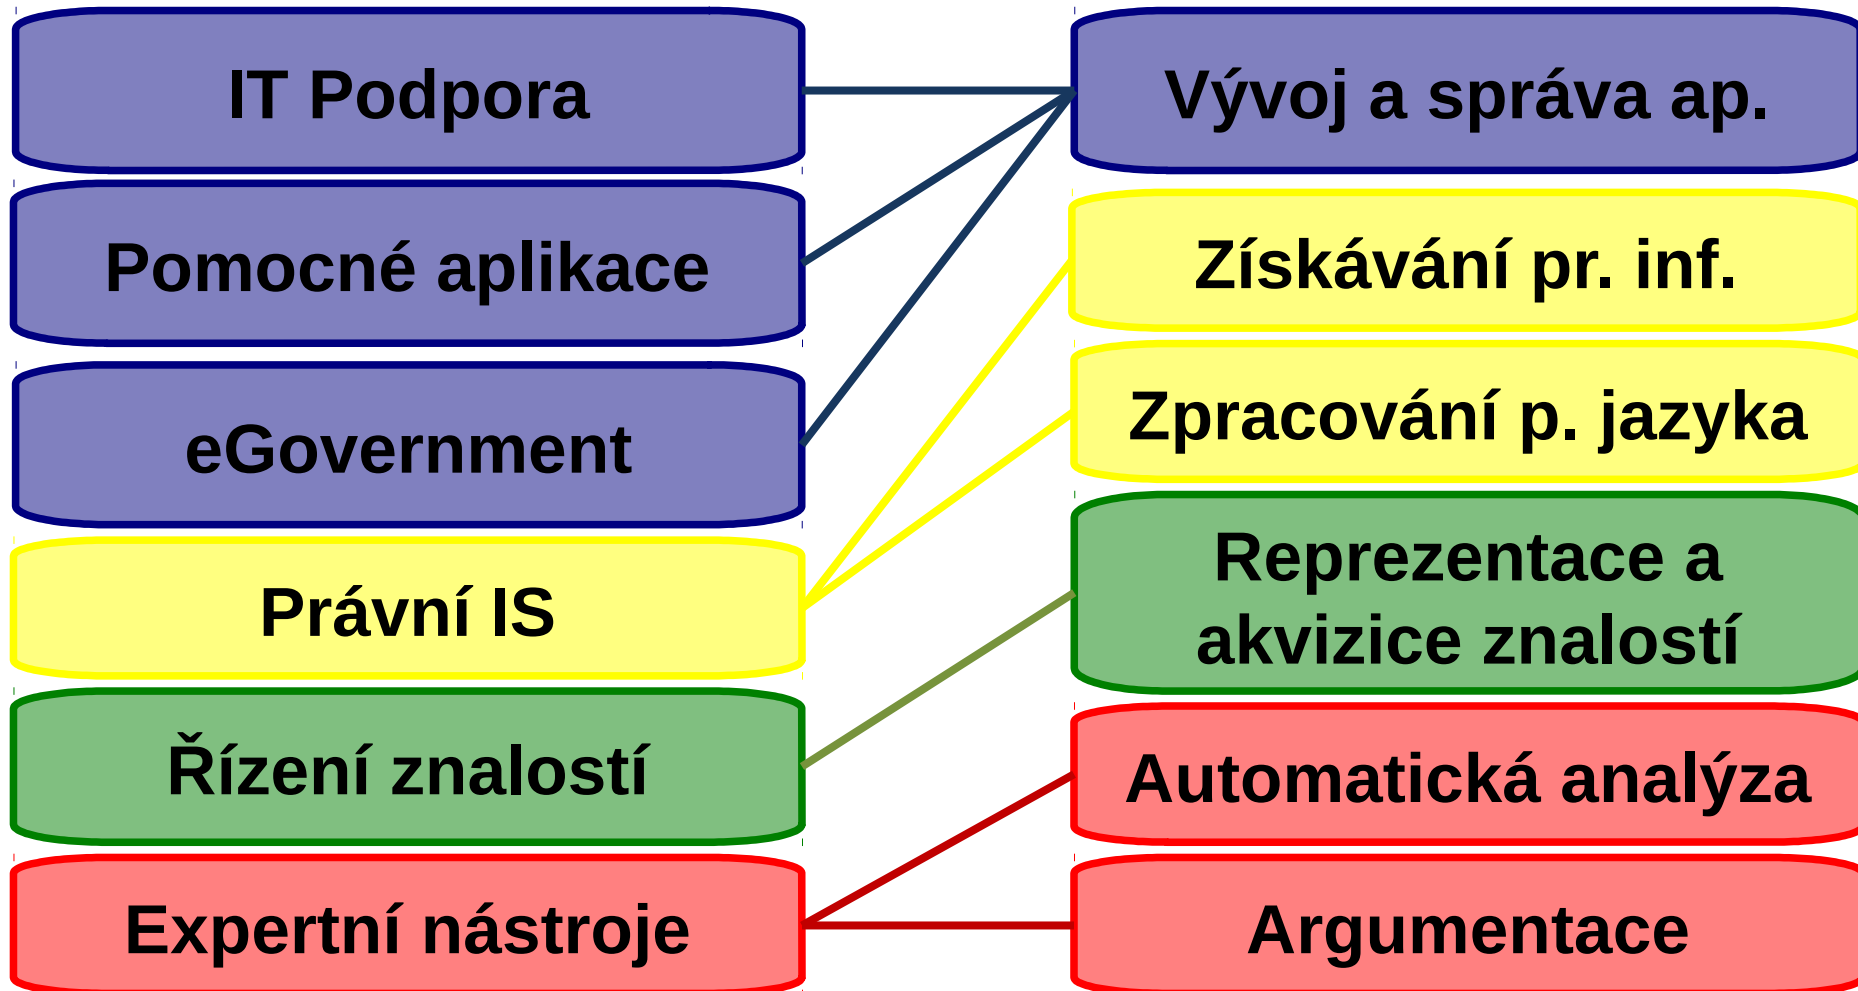 IT Podpora
Pomocné aplikace
eGovernment
Právní IS
Řízení znalostí
Expertní nástroje
Vývoj a správa ap.
Získávání pr. inf.
Zpracování p. jazyka
Reprezentace a
akvizice znalostí
Automatická analýza
Argumentace